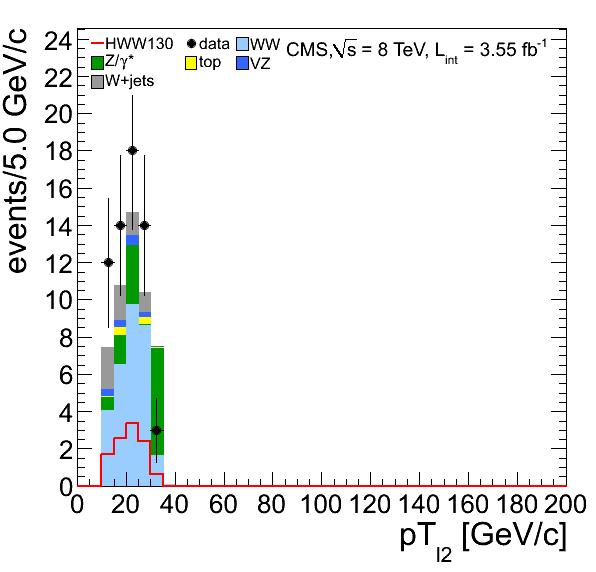 HWW130 data WW
Z/γ* top VZ
W+jets
CMS,√s = 8 TeV, L_int = 3.55 fb^-1
events/5.0 GeV/c
24
22
20
18
16
14
12
10
8
6
4
2
0
0 20 40 60 80 100 120 140 160 180 200
pT_l2 [GeV/c]